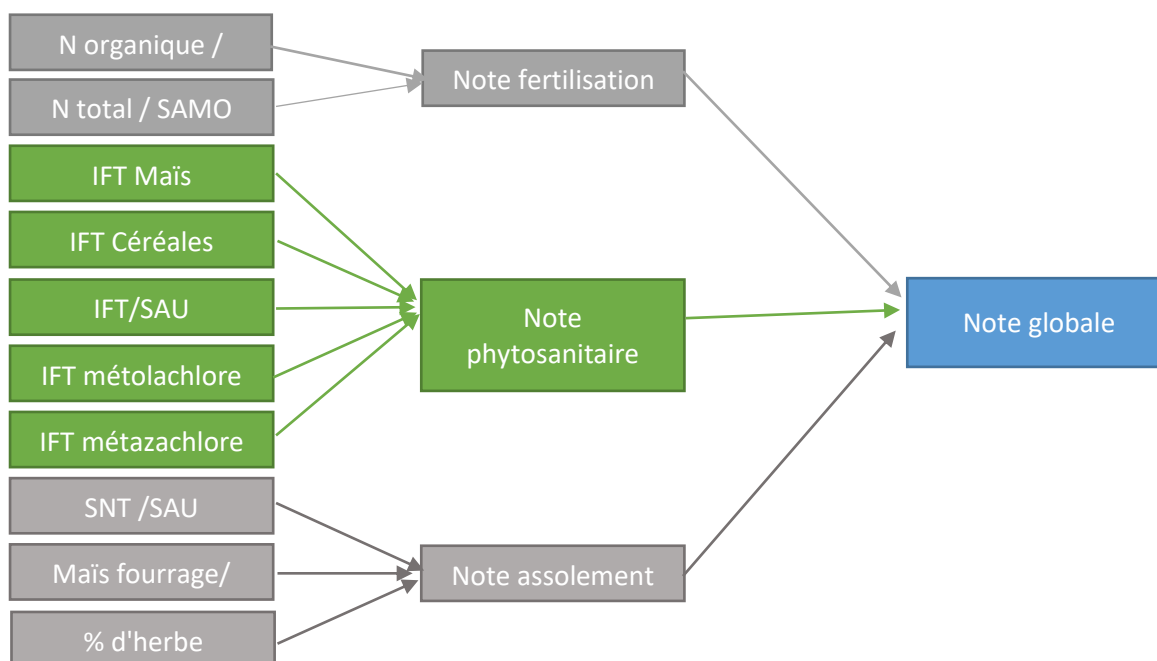 N organique /
N total / SAMO
IFT Maïs
IFT Céréales
IFT/SAU
IFT métolachlore
IFT métazachlore
SNT /SAU
Maïs fourrage/
% d'herbe
Note fertilisation
Note
phytosanitaire
Note assolement
Note globale